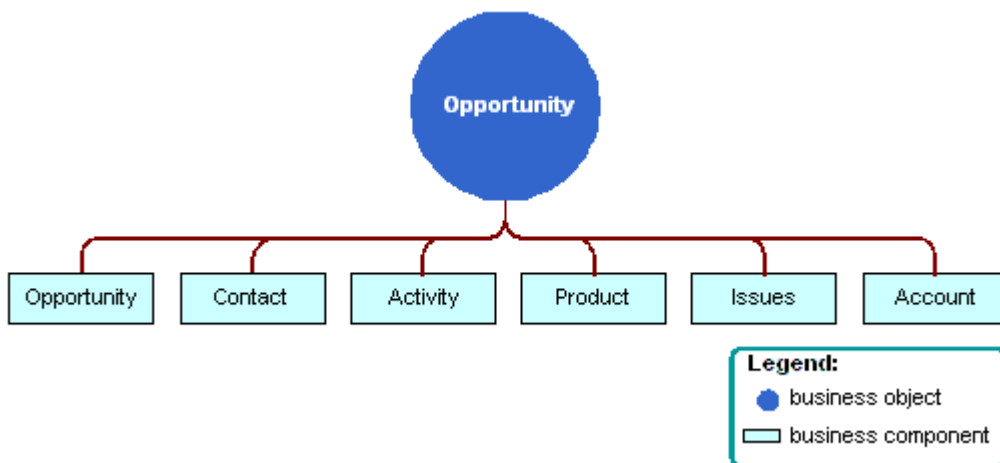 Opportunity
Opportunity Contact Activity Product Issues Account
Legend:
business object
business component